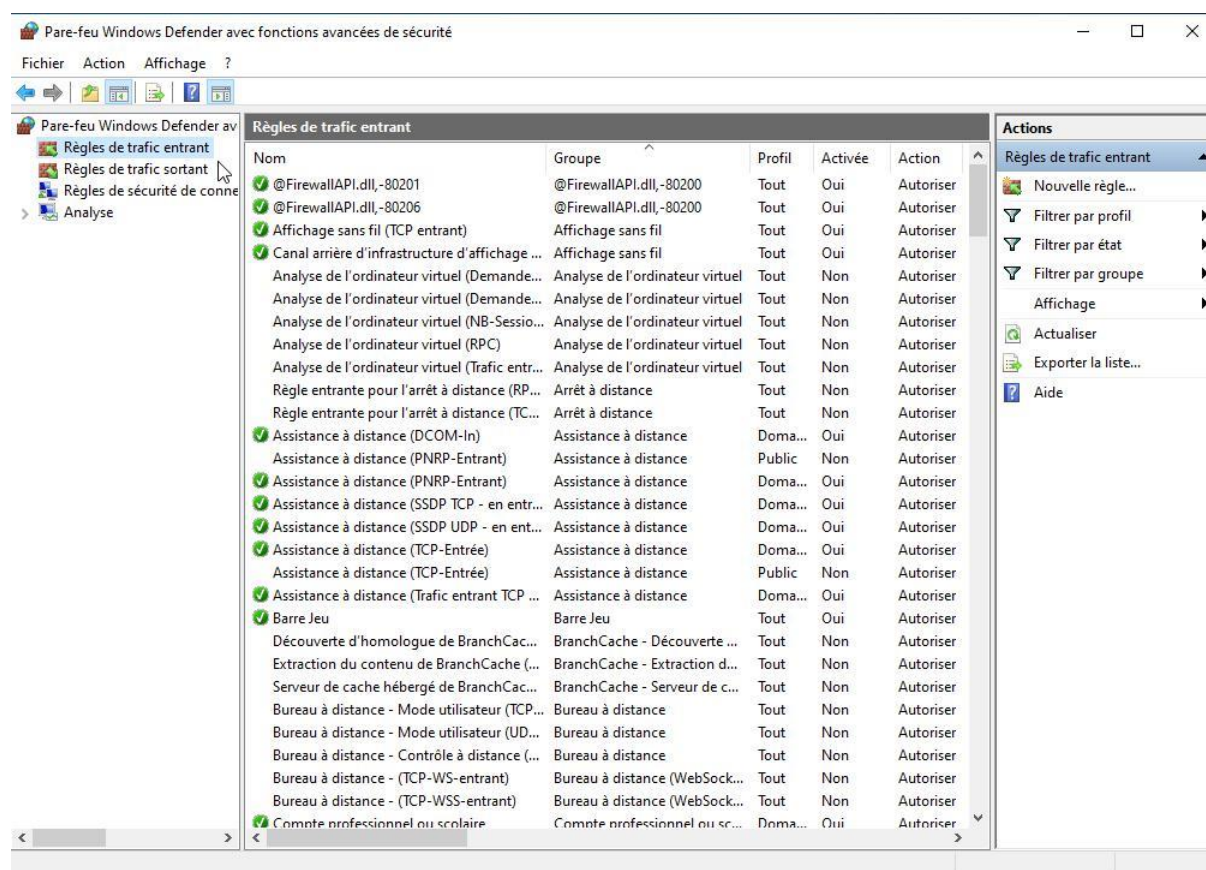 Pare-feu Windows Defender avec fonctions avancées de sécurité
Fichier Action Affichage ?
Pare-feu Windows Defender av
Règles de trafic entrant
Règles de trafic sortant
Règles de sécurité de conne
Analyse
Règles de trafic entrant
Nom Groupe Profil Activée Action
@FirewallAPI.dll,-80201 @FirewallAPI.dll,-80200 Tout Oui Autoriser
@FirewallAPI.dll,-80206 @FirewallAPI.dll,-80200 Tout Oui Autoriser
Affichage sans fil (TCP entrant) Affichage sans fil Tout Oui Autoriser
Canal arrière d'infrastructure d'affichage ... Affichage sans fil Tout Oui Autoriser
Analyse de l'ordinateur virtuel (Demande... Analyse de l'ordinateur virtuel Tout Non Autoriser
Analyse de l'ordinateur virtuel (Demande... Analyse de l'ordinateur virtuel Tout Non Autoriser
Analyse de l'ordinateur virtuel (NB-Sessio... Analyse de l'ordinateur virtuel Tout Non Autoriser
Analyse de l'ordinateur virtuel (RPC) Analyse de l'ordinateur virtuel Tout Non Autoriser
Analyse de l'ordinateur virtuel (Trafic entr... Analyse de l'ordinateur virtuel Tout Non Autoriser
Règle entrante pour l'arrêt à distance (RP... Arrêt à distance Tout Non Autoriser
Règle entrante pour l'arrêt à distance (TC... Arrêt à distance Tout Non Autoriser
Assistance à distance (DCOM-In) Assistance à distance Doma... Oui Autoriser
Assistance à distance (PNRP-Entrant) Assistance à distance Public Non Autoriser
Assistance à distance (PNRP-Entrant) Assistance à distance Doma... Oui Autoriser
Assistance à distance (SSDP TCP - en entr... Assistance à distance Doma... Oui Autoriser
Assistance à distance (SSDP UDP - en ent... Assistance à distance Doma... Oui Autoriser
Assistance à distance (TCP-Entrée) Assistance à distance Doma... Oui Autoriser
Assistance à distance (TCP-Entrée) Assistance à distance Public Non Autoriser
Assistance à distance (Trafic entrant TCP ... Assistance à distance Doma... Oui Autoriser
Barre Jeu Barre Jeu Tout Oui Autoriser
Découverte d'homologue de BranchCac... BranchCache - Découverte ... Tout Non Autoriser
Extraction du contenu de BranchCache (... BranchCache - Extraction d... Tout Non Autoriser
Serveur de cache hébergé de BranchCac... BranchCache - Serveur de c... Tout Non Autoriser
Bureau à distance - Mode utilisateur (TCP... Bureau à distance Tout Non Autoriser
Bureau à distance - Mode utilisateur (UD... Bureau à distance Tout Non Autoriser
Bureau à distance - Contrôle à distance (... Bureau à distance Tout Non Autoriser
Bureau à distance - (TCP-WS-entrant) Bureau à distance (WebSock... Tout Non Autoriser
Bureau à distance - (TCP-WSS-entrant) Bureau à distance (WebSock... Tout Non Autoriser
Compte professionnel ou scolaire Compte professionnel ou sc... Doma... Oui Autoriser
Actions
Règles de trafic entrant
Nouvelle règle...
Filtrer par profil
Filtrer par état
Filtrer par groupe
Affichage
Actualiser
Exporter la liste...
Aide